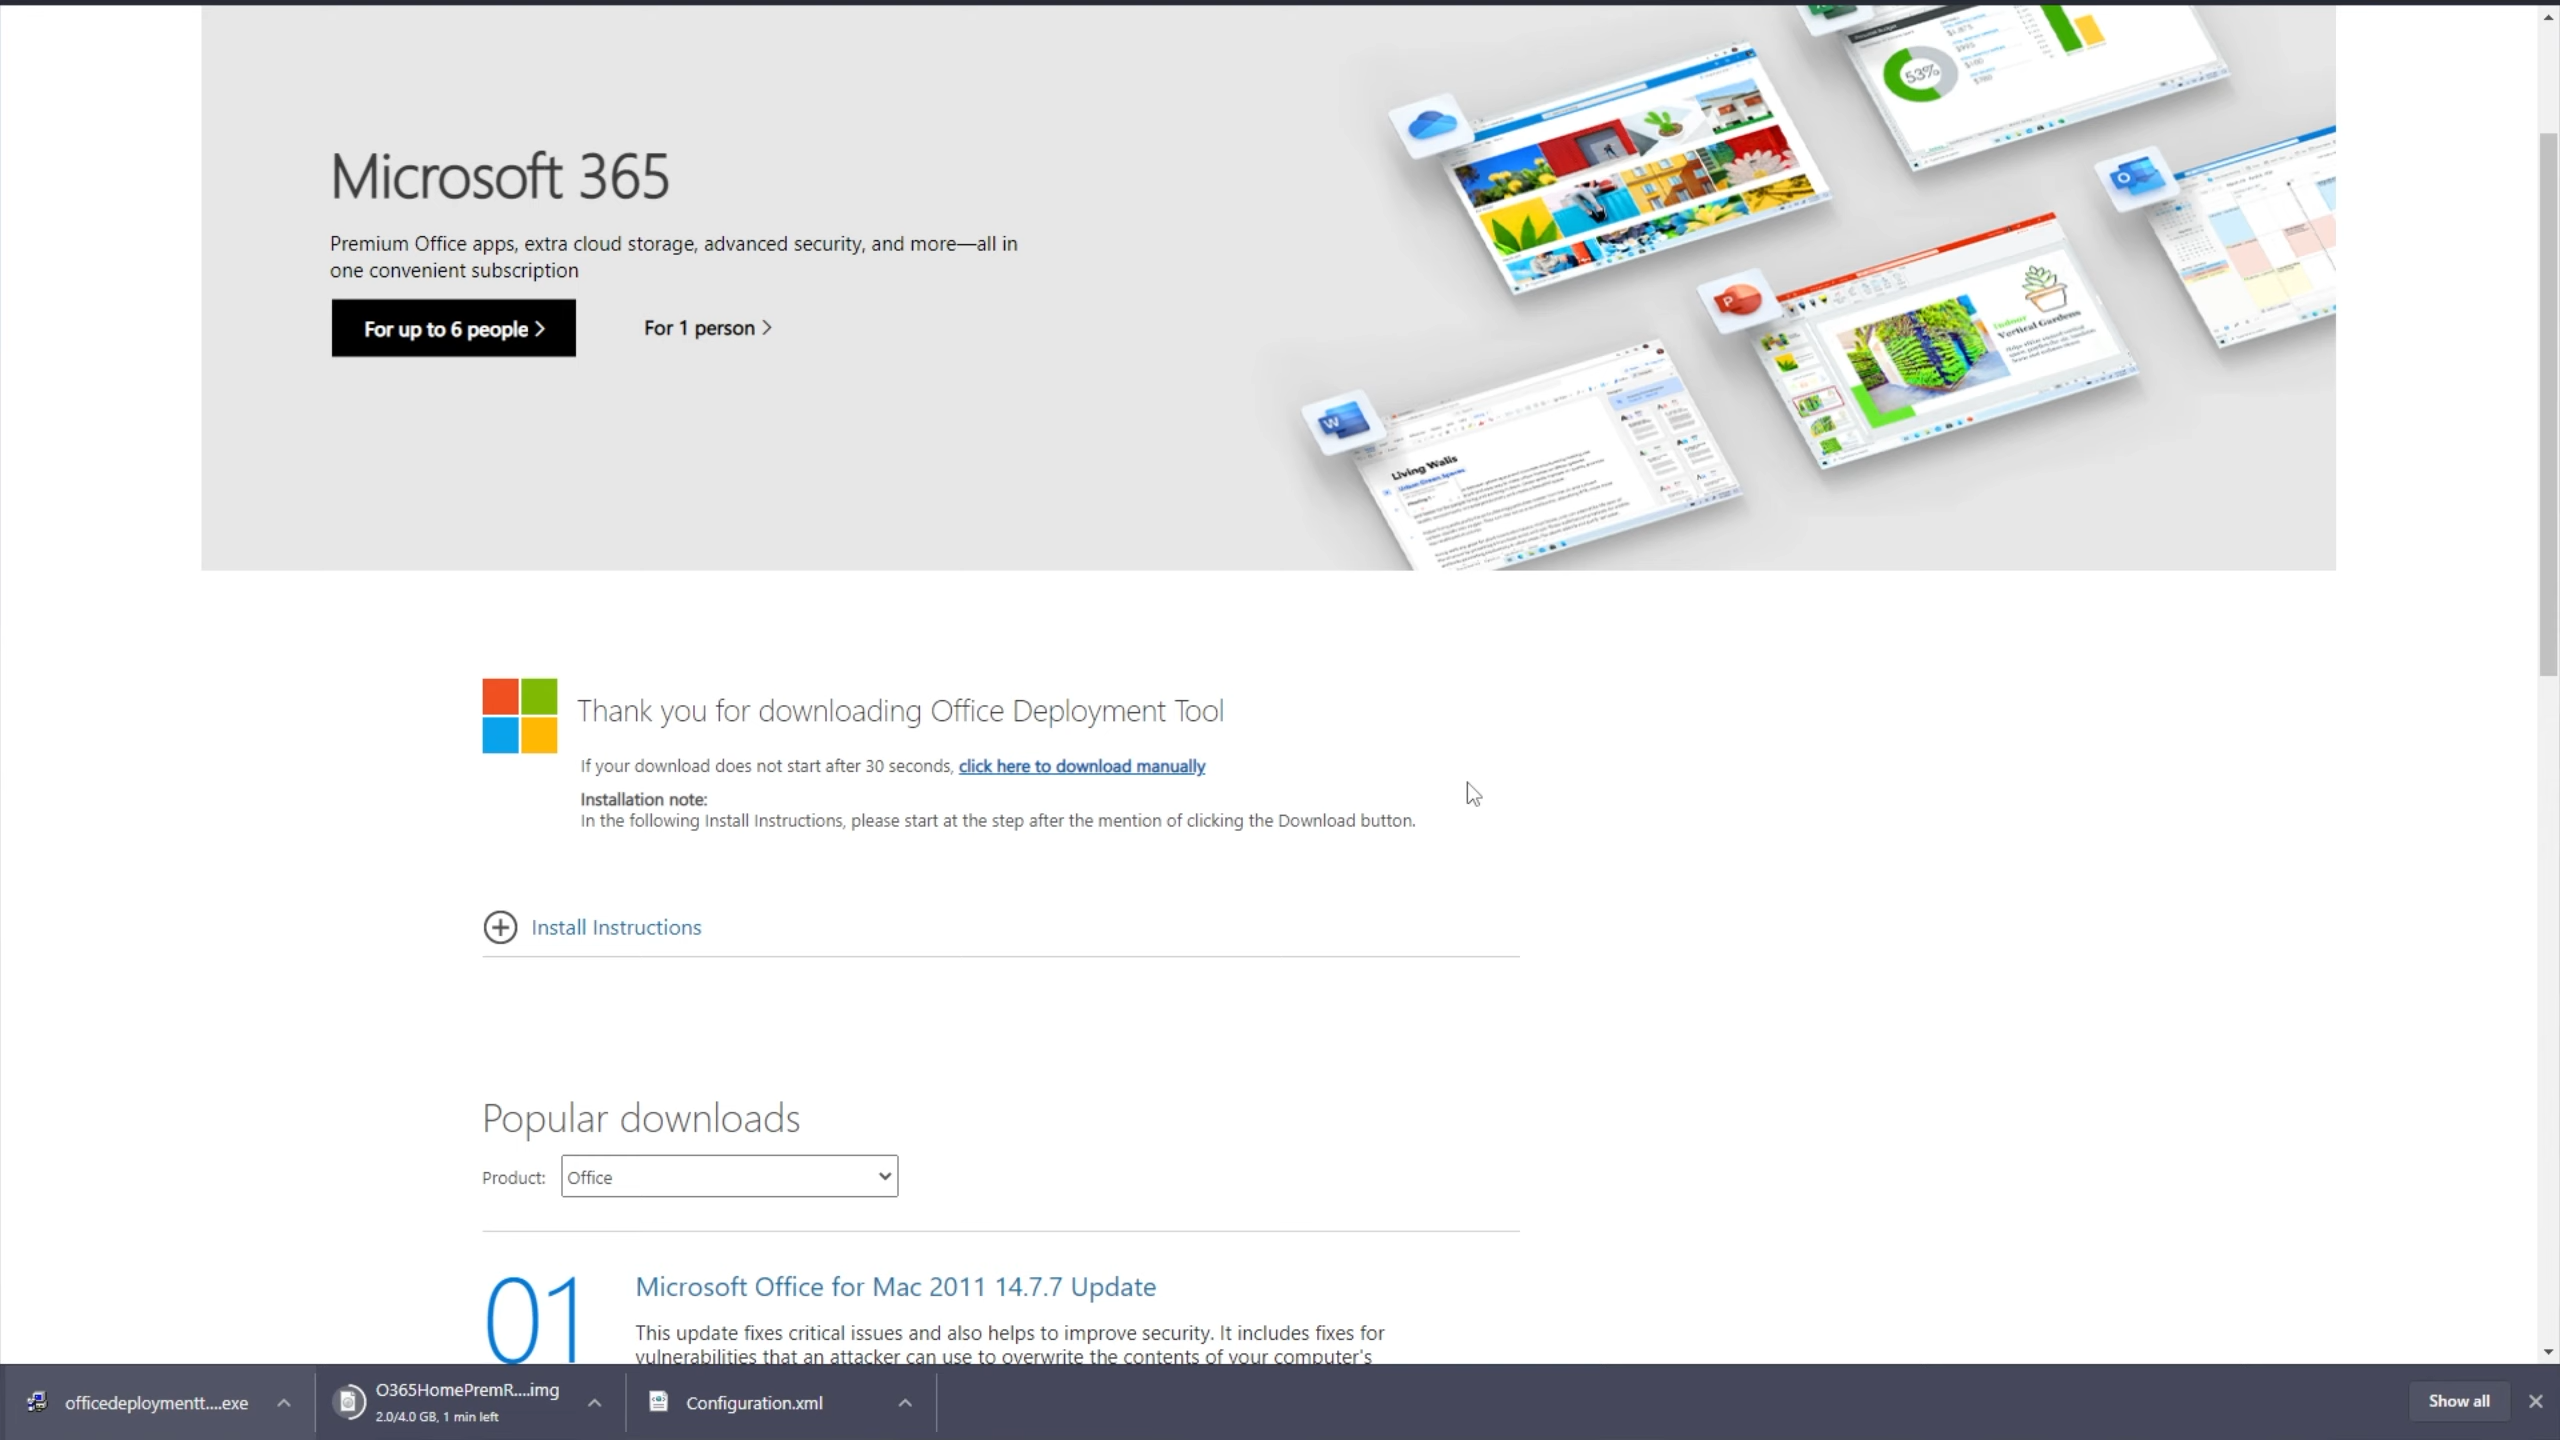 Microsoft 365
Premium Office apps, extra cloud storage, advanced security, and more—all in
one convenient subscription
For up to 6 people
For 1 person
53%
Living Walls
Indoor
Vertical Gardens
Thank you for downloading Office Deployment Tool
If your download does not start after 30 seconds, click here to download manually
Installation note:
In the following Install Instructions, please start at the step after the mention of clicking the Download button.
Install Instructions
Popular downloads
Product: Office
01
Microsoft Office for Mac 2011 14.7.7 Update
This update fixes critical issues and also helps to improve security. It includes fixes for
vulnerabilities that an attacker can use to overwrite the contents of your computer's
officedeploymentt....exe
O365HomePremR....img
2.0/4.0 GB, 1 min left
Configuration.xml
Show all